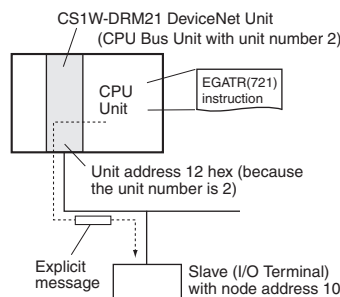 CS1W-DRM21 DeviceNet Unit
(CPU Bus Unit with unit number 2)
CPU
Unit
EGATR(721)
instruction
Unit address 12 hex (because
the unit number is 2)
Explicit
message
Slave (I/O Terminal)
with node address 10